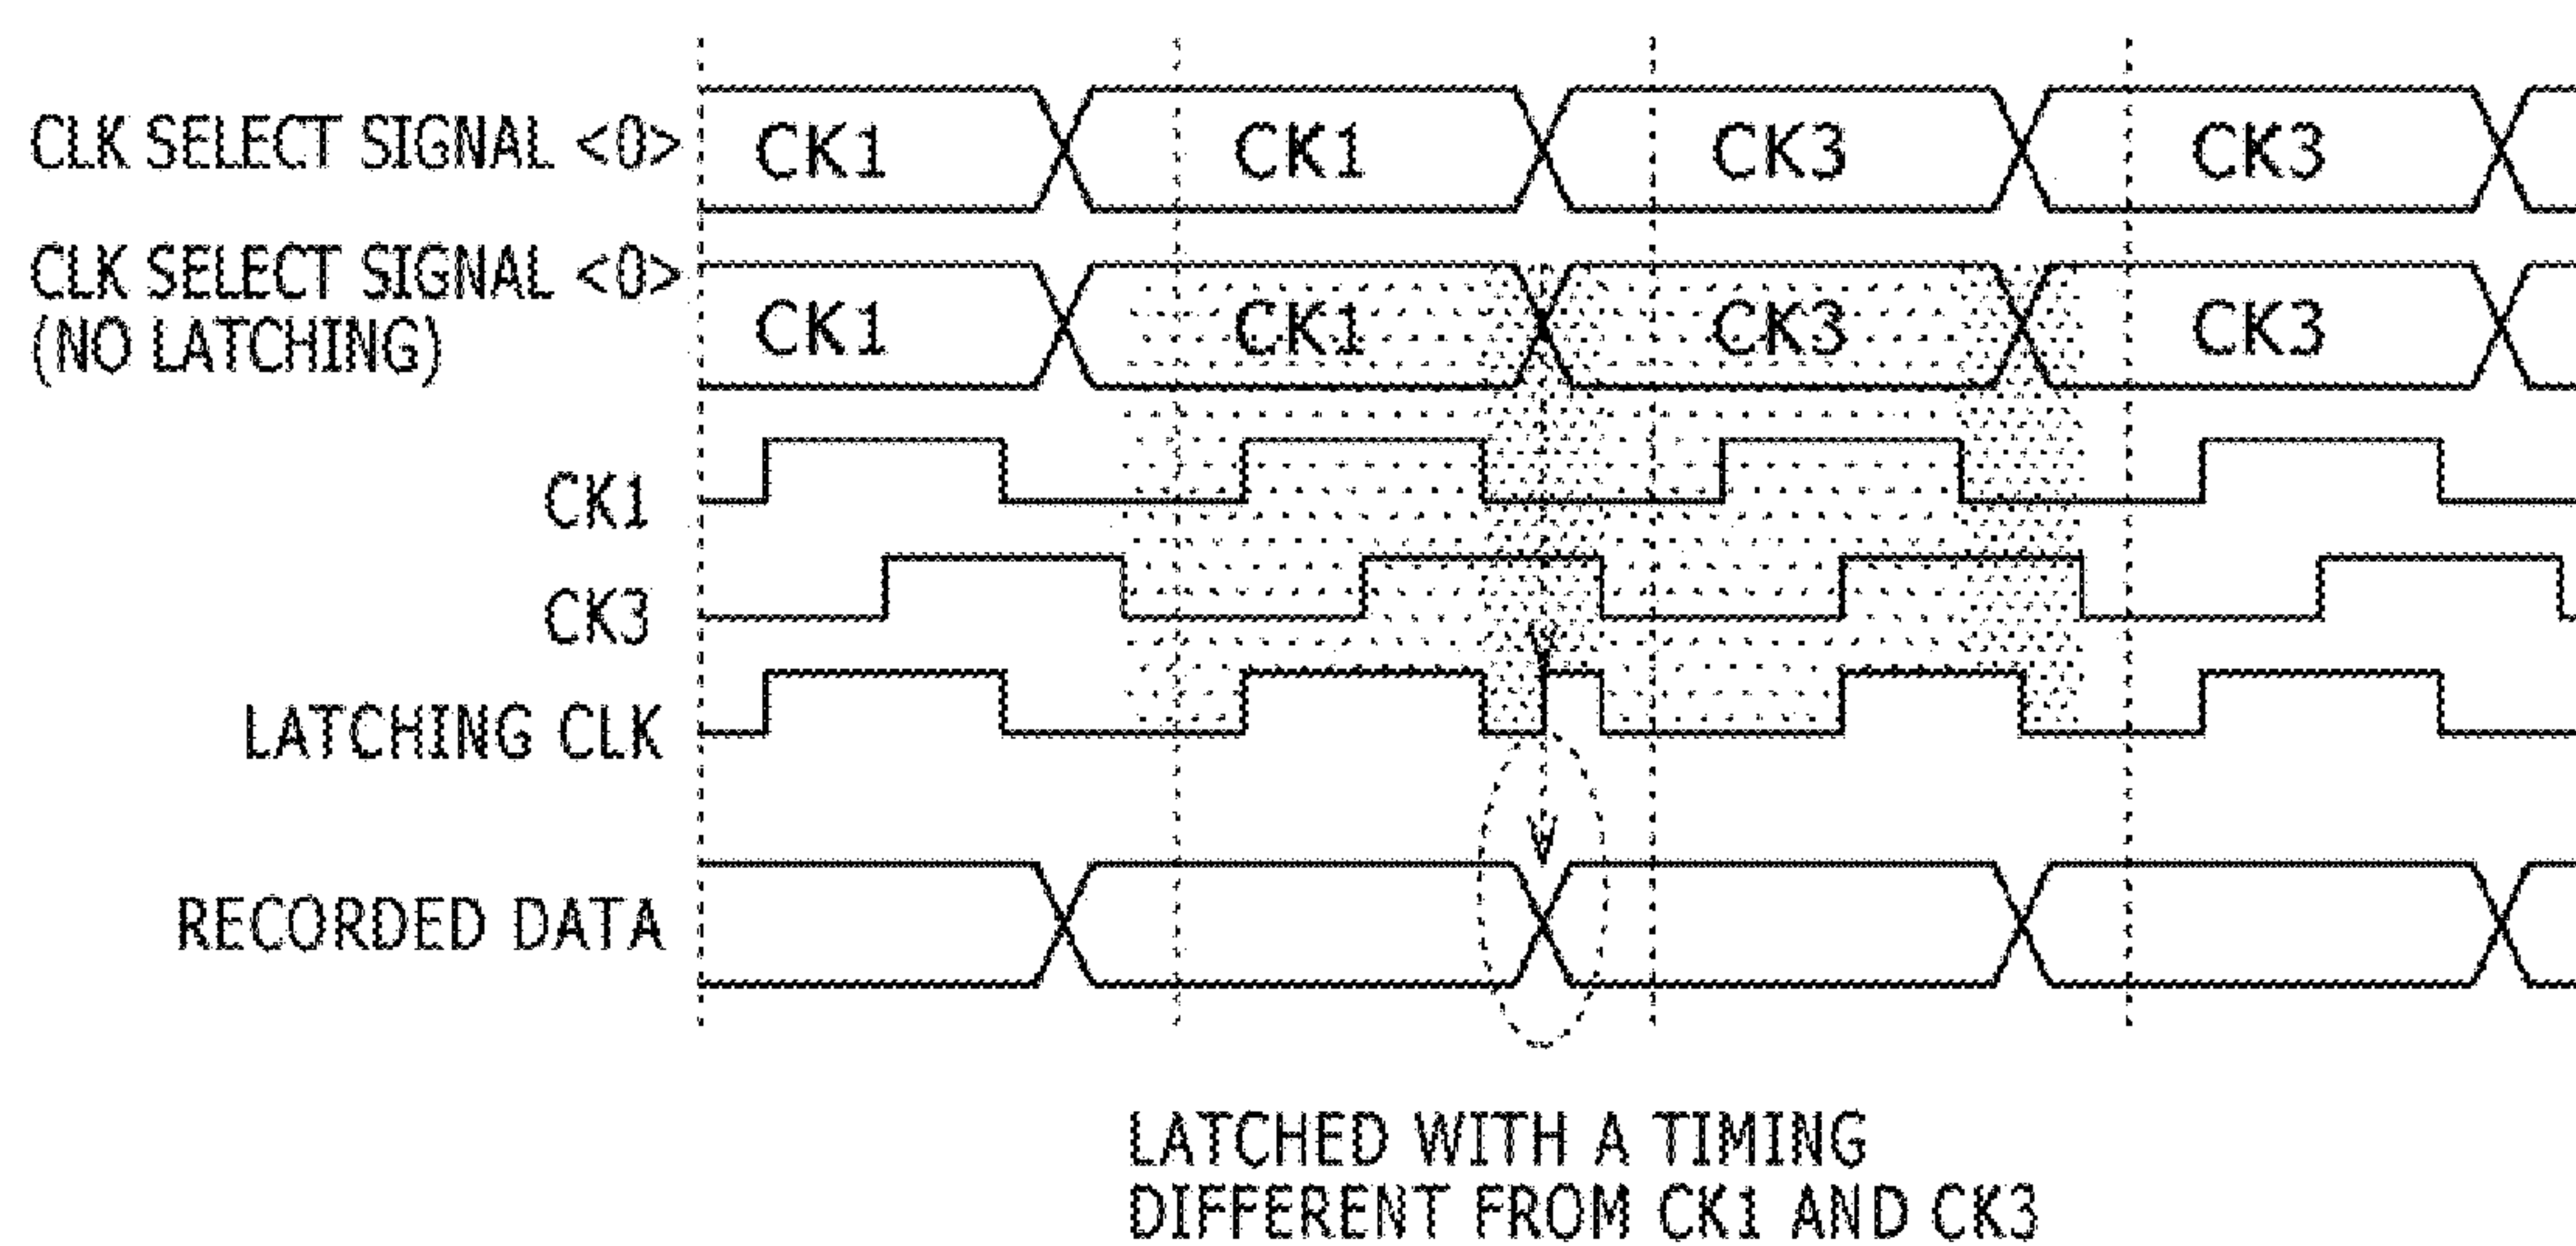 CLK SELECT SIGNAL <0> CK1 CK1 CK3 CK3
CLK SELECT SIGNAL <0>
(NO LATCHING) CK1 CK1 CK3 CK3
CK1
CK3
LATCHING CLK
RECORDED DATA
LATCHED WITH A TIMING
DIFFERENT FROM CK1 AND CK3